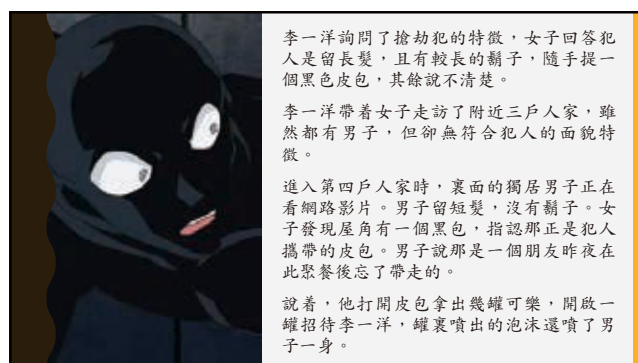 李一洋詢問了搶劫犯的特徵，女子回答犯
人是留長髮，且有較長的鬍子，隨手提一
個黑色皮包，其餘說不清楚。
李一洋帶着女子走訪了附近三戶人家，雖
然都有男子，但卻無符合犯人的面貌特
徵。
進入第四戶人家時，裏面的獨居男子正在
看網路影片。男子留短髮，沒有鬍子。女
子發現屋角有一個黑包，指認那正是犯人
攜帶的皮包。男子說那是一個朋友昨夜在
此聚餐後忘了帶走的。
說着，他打開皮包拿出幾罐可樂，開啟一
罐招待李一洋，罐裏噴出的泡沫還噴了男
子一身。